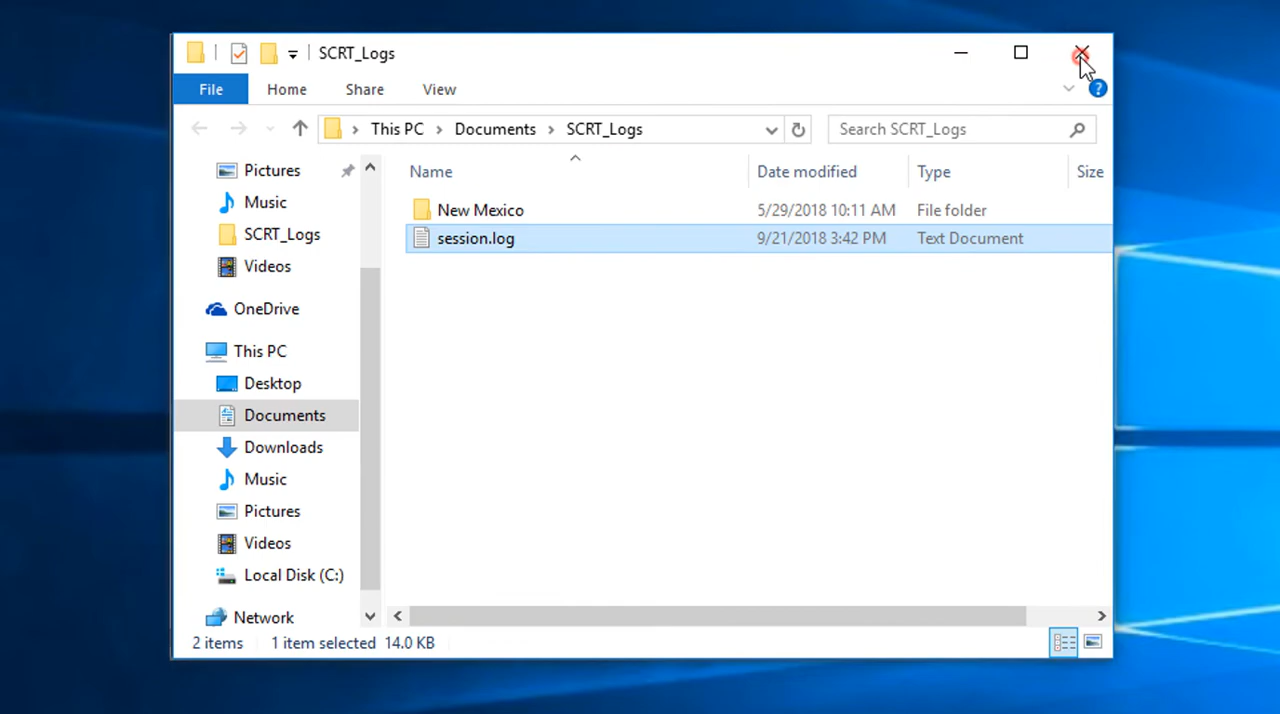 SCRT_Logs
File Home Share View
?
This PC Documents SCRT_Logs
Search SCRT_Logs
Name Date modified Type Size
New Mexico 5/29/2018 10:11 AM File folder
session.log 9/21/2018 3:42 PM Text Document
Pictures
Music
SCRT_Logs
Videos
OneDrive
This PC
Desktop
Documents
Downloads
Music
Pictures
Videos
Local Disk (C:)
Network
2 items 1 item selected 14.0 KB